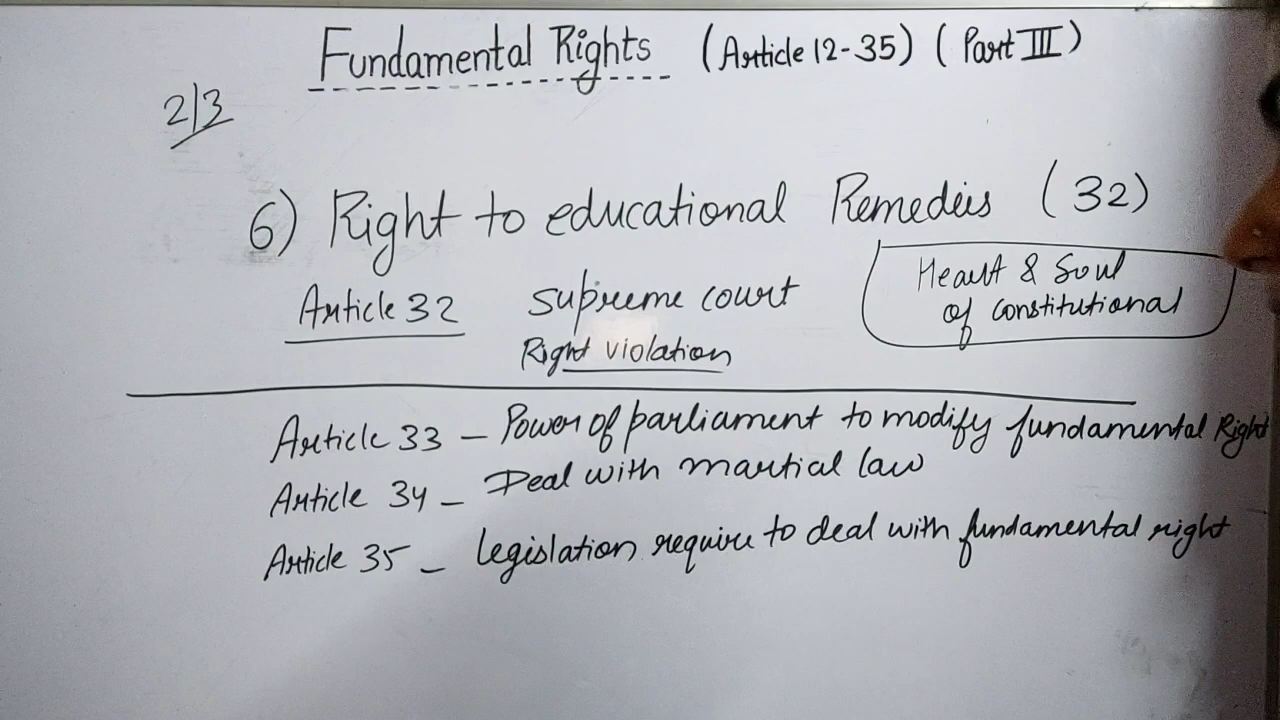 Fundamental Rights (Article 12-35) (Part III)
2/3
6) Right to educational Remedies (32)
Article 32 Supreme court
Right violation
Heart & Soul
of constitutional
Article 33 - Power of parliament to modify fundamental Right
Article 34 - Deal with martial law
Article 35 - legislation require to deal with fundamental right